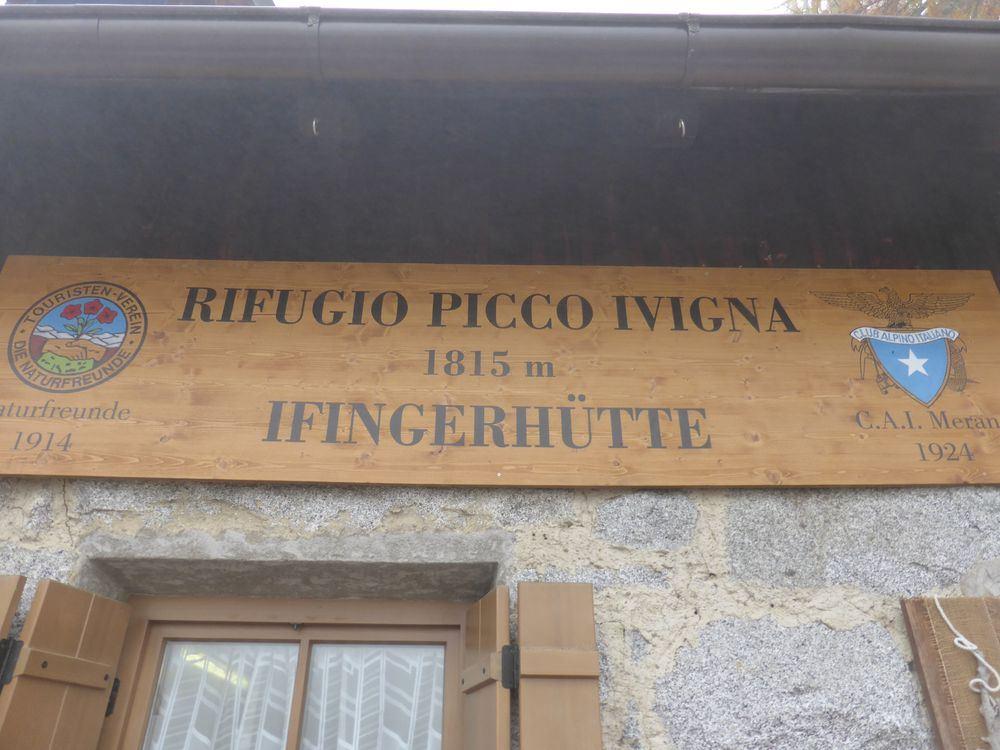 RIFUGIO PICCO IVIGNA
1815 m
IFINGERHÜTTE
TOURISTEN-VEREIN
DIE NATURFREUNDE
aturfreunde
1914
CLUB ALPINO ITALIANO
C.A.I. Meran
1924